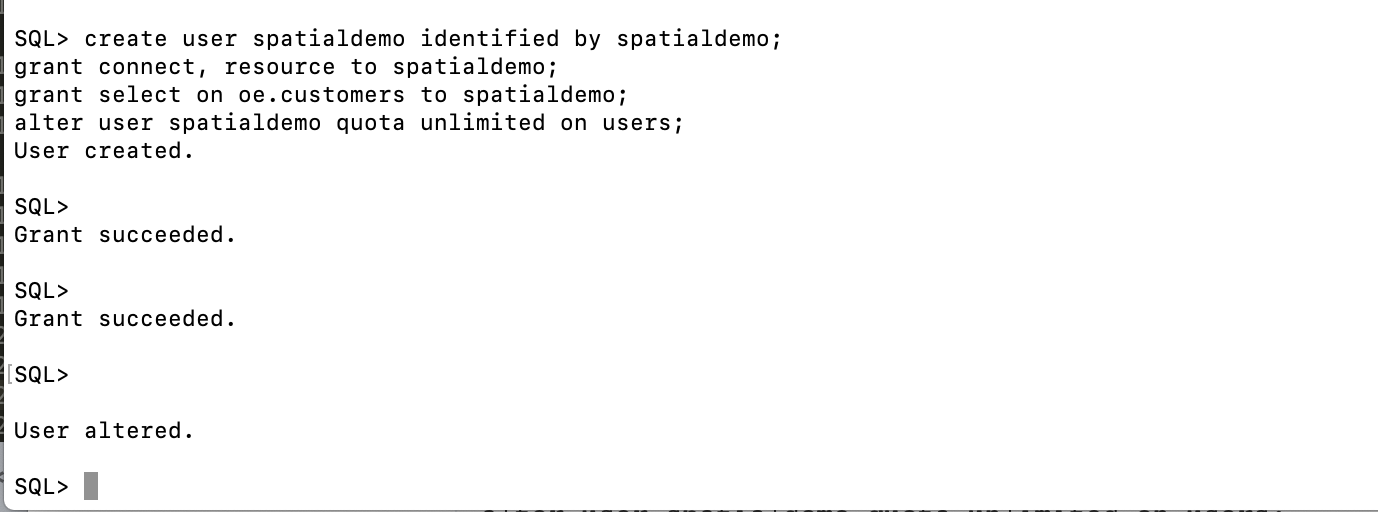 SQL> create user spatialdemo identified by spatialdemo;
grant connect, resource to spatialdemo;
grant select on oe.customers to spatialdemo;
alter user spatialdemo quota unlimited on users;
User created.
SQL>
Grant succeeded.
SQL>
Grant succeeded.
[SQL>
User altered.
SQL>